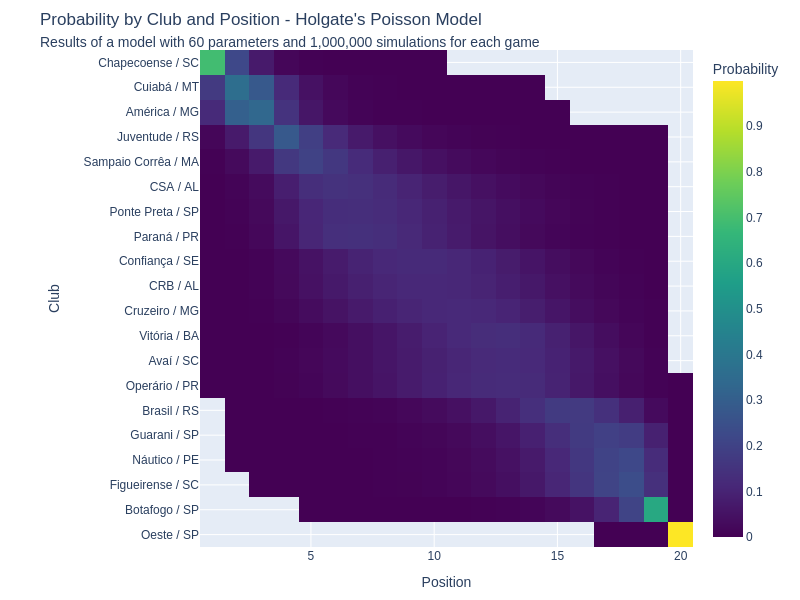 Probability by Club and Position - Holgate's Poisson Model
Results of a model with 60 parameters and 1,000,000 simulations for each game
Probability
Chapecoense / SC
Cuiabá / MT
América / MG
Juventude / RS
Sampaio Corrêa / MA
CSA / AL
Ponte Preta / SP
Paraná / PR
Confiança / SE
CRB / AL
Cruzeiro / MG
Vitória / BA
Avaí / SC
Operário / PR
Brasil / RS
Guarani / SP
Náutico / PE
Figueirense / SC
Botafogo / SP
Oeste / SP
Club
5
10
15
20
Position
0.9
0.8
0.7
0.6
0.5
0.4
0.3
0.2
0.1
0